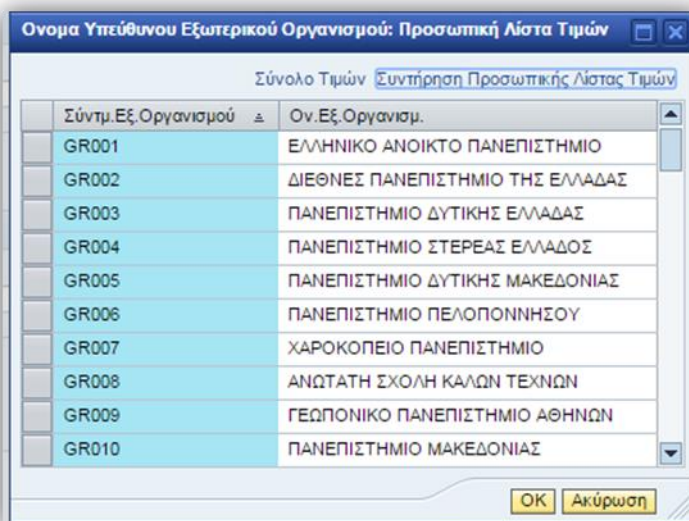 Ονομα Υπεύθυνου Εξωτερικού Οργανισμού: Προσωπική Λίστα Τιμών
Σύνολο Τιμών Συντήρηση Προσωπικής Λίστας Τιμών
Σύντμ.Εξ.Οργανισμού Ον.Εξ.Οργανισμ.
GR001 ΕΛΛΗΝΙΚΟ ΑΝΟΙΚΤΟ ΠΑΝΕΠΙΣΤΗΜΙΟ
GR002 ΔΙΕΘΝΕΣ ΠΑΝΕΠΙΣΤΗΜΙΟ ΤΗΣ ΕΛΛΑΔΑΣ
GR003 ΠΑΝΕΠΙΣΤΗΜΙΟ ΔΥΤΙΚΗΣ ΕΛΛΑΔΑΣ
GR004 ΠΑΝΕΠΙΣΤΗΜΙΟ ΣΤΕΡΕΑΣ ΕΛΛΑΔΟΣ
GR005 ΠΑΝΕΠΙΣΤΗΜΙΟ ΔΥΤΙΚΗΣ ΜΑΚΕΔΟΝΙΑΣ
GR006 ΠΑΝΕΠΙΣΤΗΜΙΟ ΠΕΛΟΠΟΝΝΗΣΟΥ
GR007 ΧΑΡΟΚΟΠΕΙΟ ΠΑΝΕΠΙΣΤΗΜΙΟ
GR008 ΑΝΩΤΑΤΗ ΣΧΟΛΗ ΚΑΛΩΝ ΤΕΧΝΩΝ
GR009 ΓΕΩΠΟΝΙΚΟ ΠΑΝΕΠΙΣΤΗΜΙΟ ΑΘΗΝΩΝ
GR010 ΠΑΝΕΠΙΣΤΗΜΙΟ ΜΑΚΕΔΟΝΙΑΣ
OK Ακύρωση